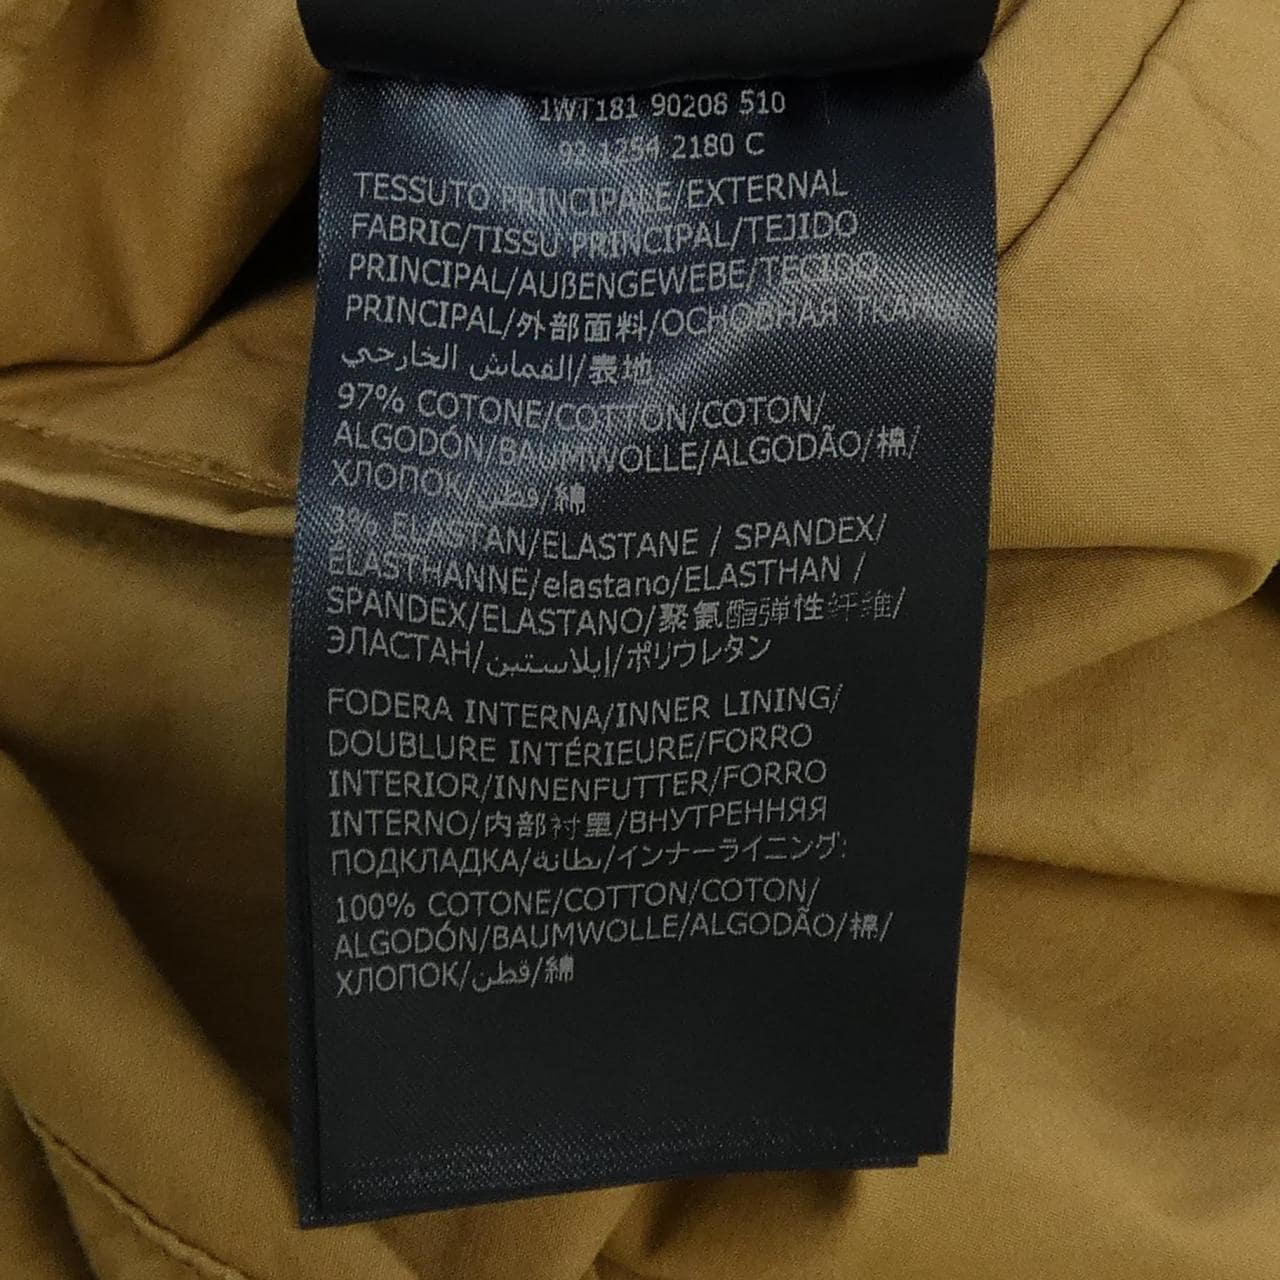 1WT181 90208 510
92 1254 2180 C
TESSUTO PRINCIPALE/EXTERNAL
FABRIC/TISSU PRINCIPAL/TEJIDO
PRINCIPAL/AUßENGEWEBE/TECIDO
PRINCIPAL/外部面料/ОСНОВНАЯ ТКАНЬ/
القماش الخارجي/表地
97% COTONE/COTTON/COTON/
ALGODÓN/BAUMWOLLE/ALGODÃO/棉/
ХЛОПОК/قطن/綿
3% ELASTAN/ELASTANE / SPANDEX/
ELASTHANNE/elastano/ELASTHAN /
SPANDEX/ELASTANO/聚氨酯弹性纤维/
ЭЛАСТАН/إيلاستين/ポリウレタン
FODERA INTERNA/INNER LINING/
DOUBLURE INTÉRIEURE/FORRO
INTERIOR/INNENFUTTER/FORRO
INTERNO/内部衬里/ВНУТРЕННЯЯ
ПОДКЛАДКА/بطانة/インナーライニング:
100% COTONE/COTTON/COTON/
ALGODÓN/BAUMWOLLE/ALGODÃO/棉/
ХЛОПОК/قطن/綿